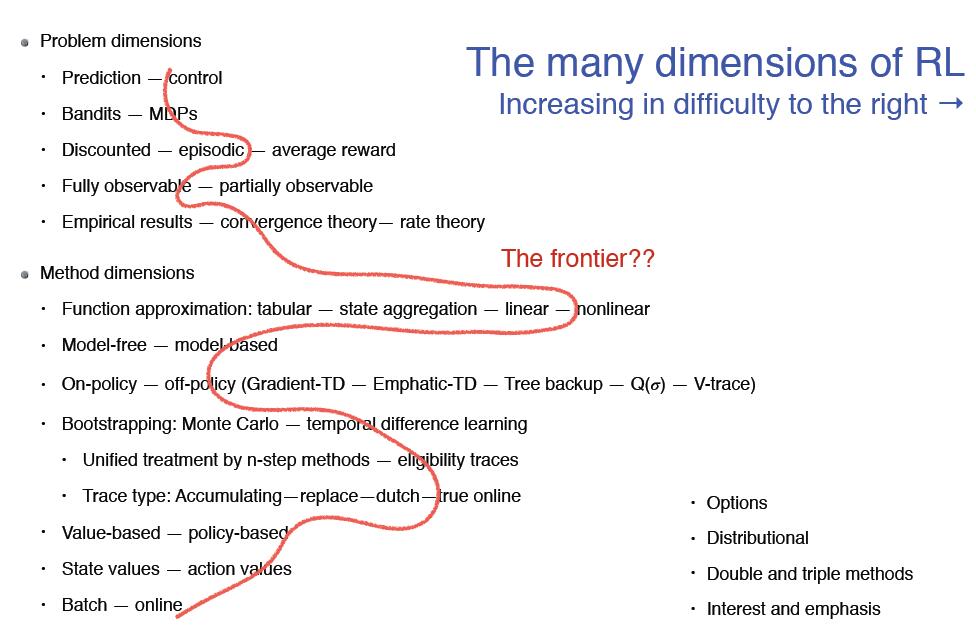 The many dimensions of RL
Increasing in difficulty to the right →
Problem dimensions
Prediction — control
Bandits — MDPs
Discounted — episodic — average reward
Fully observable — partially observable
Empirical results — convergence theory— rate theory
The frontier??
Method dimensions
Function approximation: tabular — state aggregation — linear — nonlinear
Model-free — model-based
On-policy — off-policy (Gradient-TD — Emphatic-TD — Tree backup — Q(σ) — V-trace)
Bootstrapping: Monte Carlo — temporal difference learning
Unified treatment by n-step methods — eligibility traces
Trace type: Accumulating—replace—dutch—true online
Value-based — policy-based
State values — action values
Batch — online
Options
Distributional
Double and triple methods
Interest and emphasis